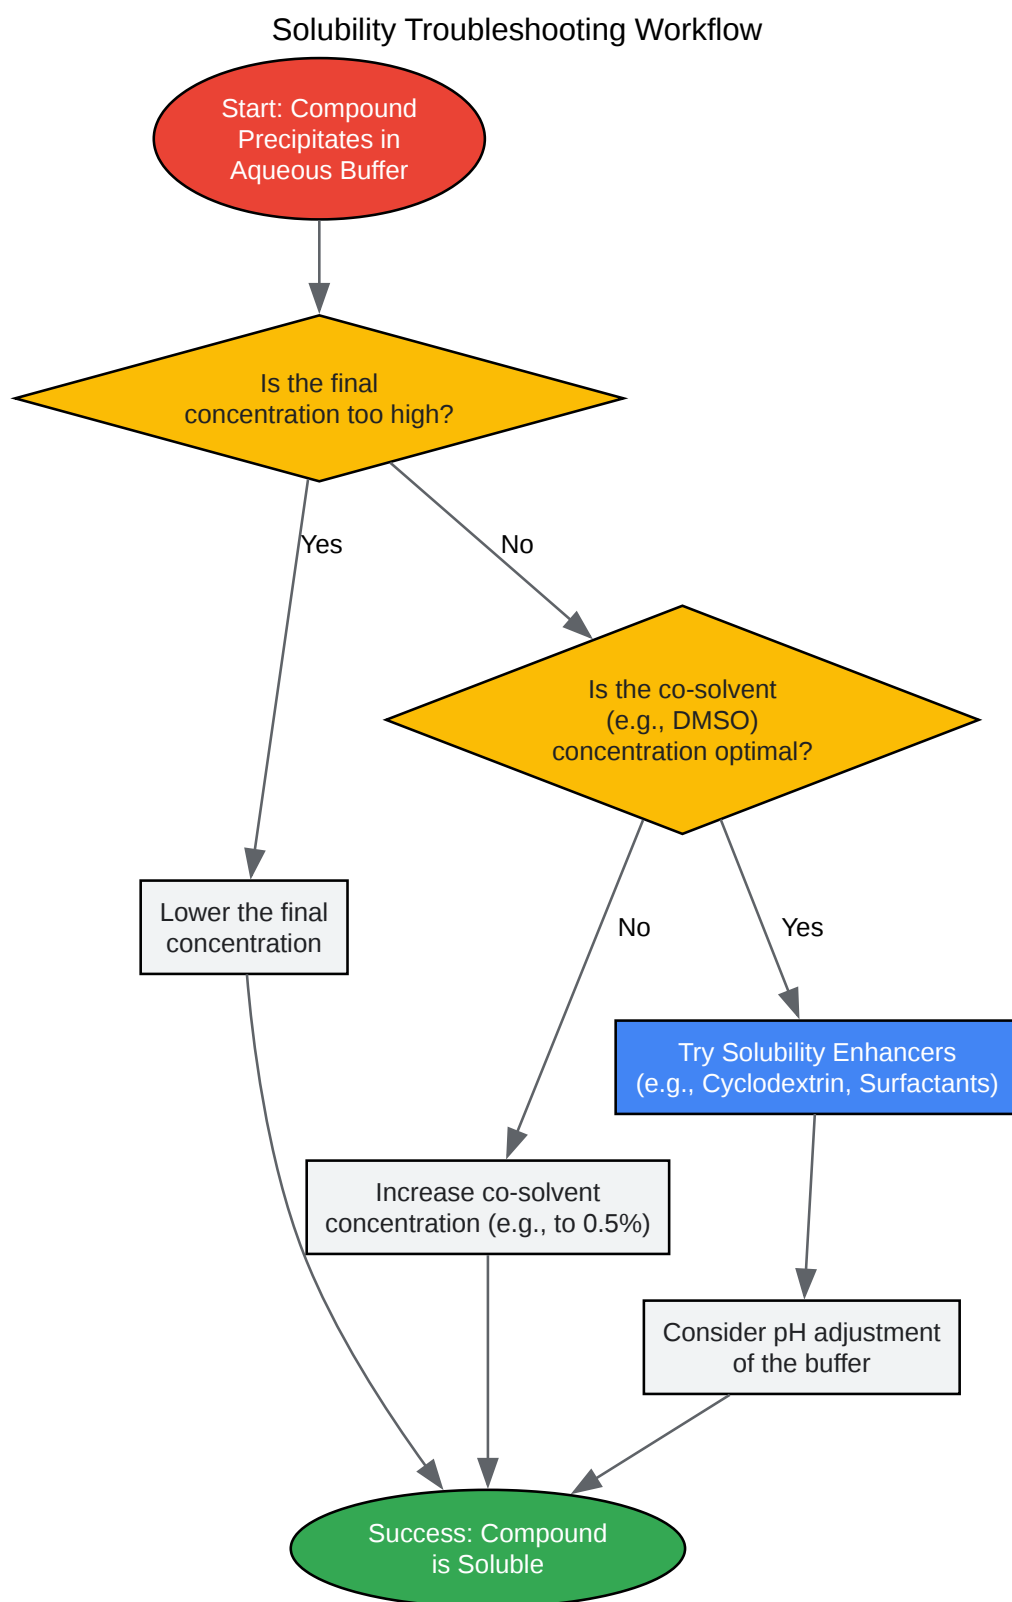 Solubility Troubleshooting Workflow
Start: Compound
Precipitates in
Aqueous Buffer
Is the final
concentration too high?
Yes
No
Is the co-solvent
(e.g., DMSO)
concentration optimal?
Lower the final
concentration
No
Yes
Try Solubility Enhancers
(e.g., Cyclodextrin, Surfactants)
Increase co-solvent
concentration (e.g., to 0.5%)
Consider pH adjustment
of the buffer
Success: Compound
is Soluble